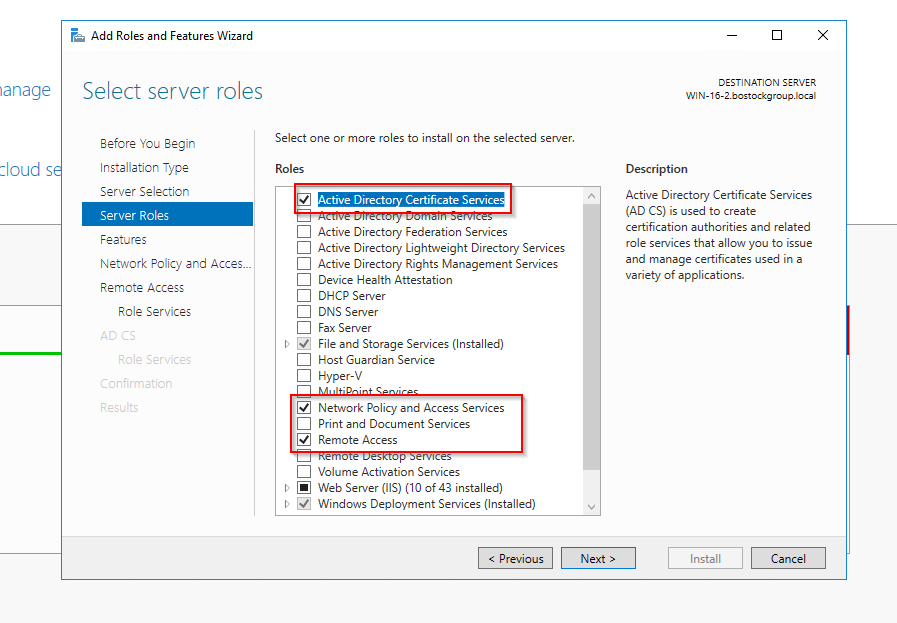 Add Roles and Features Wizard
Select server roles
DESTINATION SERVER
WIN-16-2.bostockgroup.local
manage
cloud se
Before You Begin
Installation Type
Server Selection
Server Roles
Features
Network Policy and Acces...
Remote Access
Role Services
AD CS
Role Services
Confirmation
Results
Select one or more roles to install on the selected server.
Roles
Active Directory Certificate Services
Active Directory Domain Services
Active Directory Federation Services
Active Directory Lightweight Directory Services
Active Directory Rights Management Services
Device Health Attestation
DHCP Server
DNS Server
Fax Server
File and Storage Services (Installed)
Host Guardian Service
Hyper-V
MultiPoint Services
Network Policy and Access Services
Print and Document Services
Remote Access
Remote Desktop Services
Volume Activation Services
Web Server (IIS) (10 of 43 installed)
Windows Deployment Services (Installed)
Description
Active Directory Certificate Services
(AD CS) is used to create
certification authorities and related
role services that allow you to issue
and manage certificates used in a
variety of applications.
< Previous
Next >
Install
Cancel